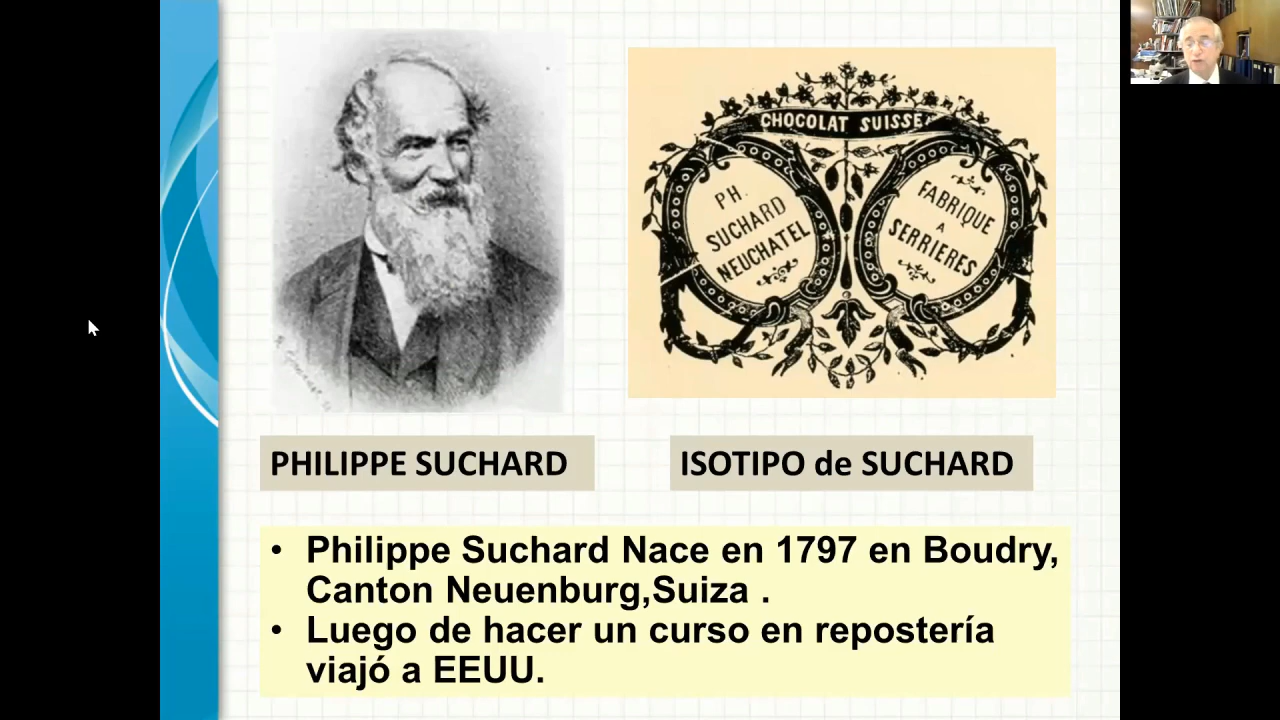 CHOCOLAT SUISSE
PH.
SUCHARD
NEUCHATEL
FABRIQUE
A
SERRIERES
PHILIPPE SUCHARD
ISOTIPO de SUCHARD
• Philippe Suchard Nace en 1797 en Boudry,
Canton Neuenburg,Suiza .
• Luego de hacer un curso en repostería
viajó a EEUU.